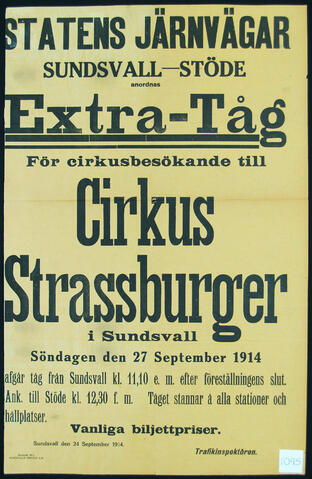 STATENS JÄRNVÄGAR
SUNDSVALL—STÖDE
anordnas
Extra-Tåg
För cirkusbesökande till
Cirkus
Strassburger
i Sundsvall
Söndagen den 27 September 1914
afgår tåg från Sundsvall kl. 11,10 e. m. efter föreställningens slut.
Ank. till Stöde kl. 12,30 f. m. Tåget stannar å alla stationer och
hållplatser.
Vanliga biljettpriser.
Sundsvall den 24 September 1914.
Trafikinspektören.